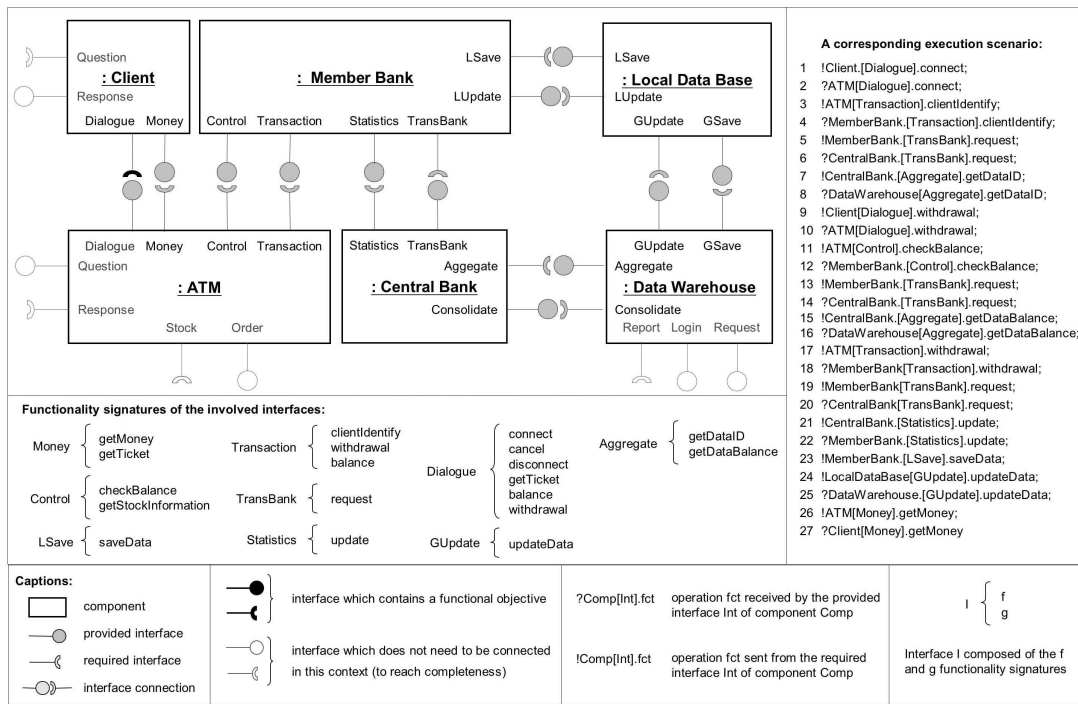 Question
: Client
Response
Dialogue Money
: Member Bank
LSave
LUpdate
Control Transaction Statistics TransBank
LSave
: Local Data Base
LUpdate
GUpdate GSave
Dialogue Money Control Transaction
Question
: ATM
Response
Stock Order
Statistics TransBank
Aggegate
: Central Bank
Consolidate
GUpdate GSave
Aggregate
: Data Warehouse
Consolidate
Report Login Request
A corresponding execution scenario:
1 !Client.[Dialogue].connect;
2 ?ATM[Dialogue].connect;
3 !ATM[Transaction].clientIdentify;
4 ?MemberBank.[Transaction].clientIdentify;
5 !MemberBank.[TransBank].request;
6 ?CentralBank.[TransBank].request;
7 !CentralBank.[Aggregate].getDataID;
8 ?DataWarehouse[Aggregate].getDataID;
9 !Client[Dialogue].withdrawal;
10 ?ATM[Dialogue].withdrawal;
11 !ATM[Control].checkBalance;
12 ?MemberBank.[Control].checkBalance;
13 !MemberBank.[TransBank].request;
14 ?CentralBank.[TransBank].request;
15 !CentralBank.[Aggregate].getDataBalance;
16 ?DataWarehouse[Aggregate].getDataBalance;
17 !ATM[Transaction].withdrawal;
18 ?MemberBank[Transaction].withdrawal;
19 !MemberBank[TransBank].request;
20 ?CentralBank[TransBank].request;
21 !CentralBank.[Statistics].update;
22 ?MemberBank.[Statistics].update;
23 !MemberBank.[LSave].saveData;
24 !LocalDataBase[GUpdate].updateData;
25 ?DataWarehouse.[GUpdate].updateData;
26 !ATM[Money].getMoney;
27 ?Client[Money].getMoney
Functionality signatures of the involved interfaces:
Money
getMoney
getTicket
Control
checkBalance
getStockInformation
LSave
saveData
Transaction
clientIdentify
withdrawal
balance
TransBank
request
Statistics
update
Dialogue
connect
cancel
disconnect
getTicket
balance
withdrawal
GUpdate
updateData
Aggregate
getDataID
getDataBalance
Captions:
component
provided interface
required interface
interface connection
interface which contains a functional objective
interface which does not need to be connected
in this context (to reach completeness)
?Comp[Int].fct operation fct received by the provided
interface Int of component Comp
!Comp[Int].fct operation fct sent from the required
interface Int of component Comp
I
f
g
Interface I composed of the f
and g functionality signatures